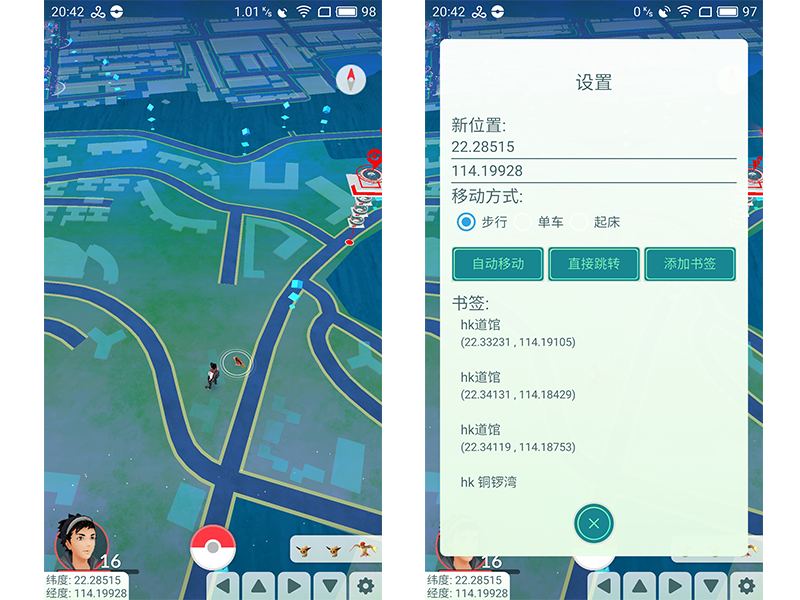 20:42
1.01 K/s
98
16
纬度: 22.28515
经度: 114.19928
20:42
0 K/s
97
设置
新位置:
22.28515
114.19928
移动方式:
步行 单车 起床
自动移动 直接跳转 添加书签
书签:
hk道馆
(22.33231 , 114.19105)
hk道馆
(22.34131 , 114.18429)
hk道馆
(22.34119 , 114.18753)
hk 铜锣湾
16
纬度: 22.28515
经度: 114.19928